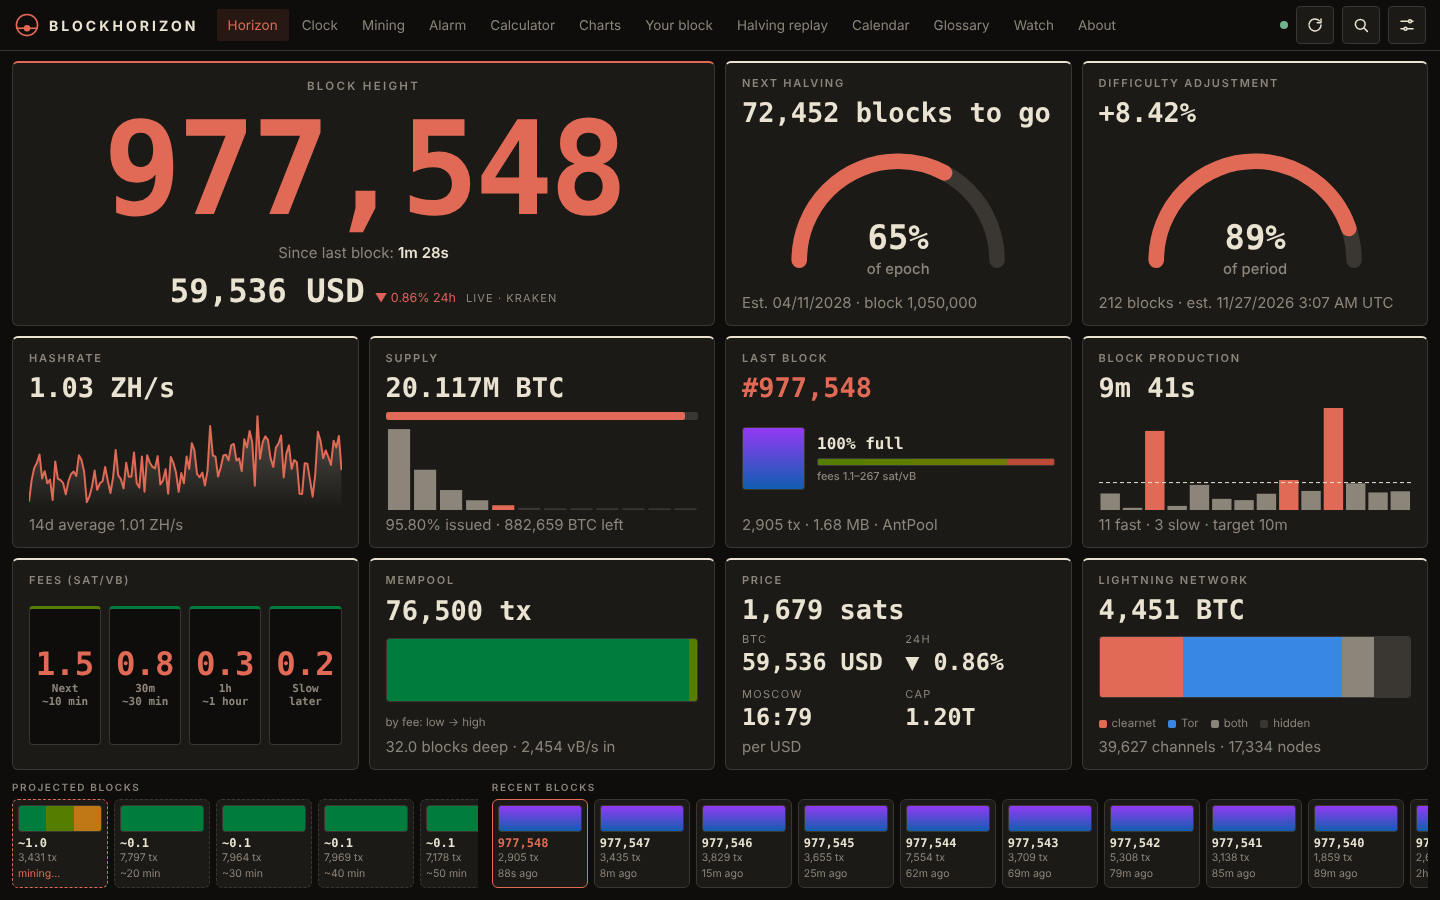 BLOCKHORIZON
Horizon Clock Mining Alarm Calculator Charts Your block Halving replay Calendar Glossary Watch About
BLOCK HEIGHT
977,548
Since last block: 1m 28s
59,536 USD ▼ 0.86% 24h LIVE · KRAKEN
NEXT HALVING
72,452 blocks to go
65%
of epoch
Est. 04/11/2028 · block 1,050,000
DIFFICULTY ADJUSTMENT
+8.42%
89%
of period
212 blocks · est. 11/27/2026 3:07 AM UTC
HASHRATE
1.03 ZH/s
14d average 1.01 ZH/s
SUPPLY
20.117M BTC
95.80% issued · 882,659 BTC left
LAST BLOCK
#977,548
100% full
fees 1.1–267 sat/vB
2,905 tx · 1.68 MB · AntPool
BLOCK PRODUCTION
9m 41s
11 fast · 3 slow · target 10m
FEES (SAT/VB)
1.5 0.8 0.3 0.2
Next 30m 1h Slow
~10 min ~30 min ~1 hour later
MEMPOOL
76,500 tx
by fee: low → high
32.0 blocks deep · 2,454 vB/s in
PRICE
1,679 sats
BTC 24H
59,536 USD ▼ 0.86%
MOSCOW CAP
16:79 1.20T
per USD
LIGHTNING NETWORK
4,451 BTC
clearnet Tor both hidden
39,627 channels · 17,334 nodes
PROJECTED BLOCKS
~1.0 ~0.1 ~0.1 ~0.1 ~0.1
3,431 tx 7,797 tx 7,964 tx 7,969 tx 7,178 tx
mining... ~20 min ~30 min ~40 min ~50 min
RECENT BLOCKS
977,548 977,547 977,546 977,545 977,544 977,543 977,542 977,541 977,540
2,905 tx 3,435 tx 3,829 tx 3,655 tx 7,554 tx 3,709 tx 5,308 tx 3,138 tx 1,859 tx
88s ago 8m ago 15m ago 25m ago 62m ago 69m ago 79m ago 85m ago 89m ago